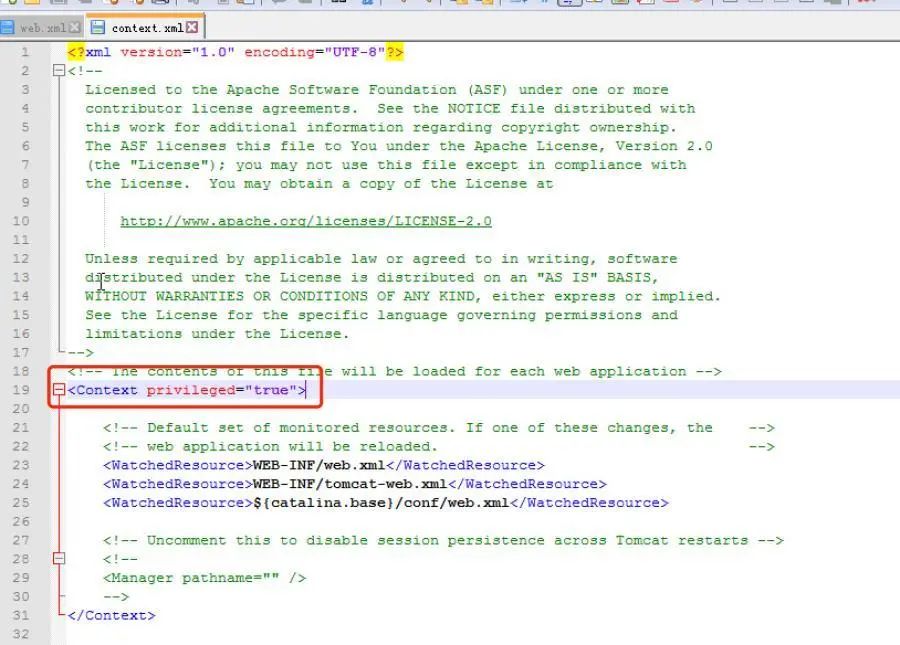 web.xml
context.xml
1 <?xml version="1.0" encoding="UTF-8"?>
2 <!--
3 Licensed to the Apache Software Foundation (ASF) under one or more
4 contributor license agreements.  See the NOTICE file distributed with
5 this work for additional information regarding copyright ownership.
6 The ASF licenses this file to You under the Apache License, Version 2.0
7 (the "License"); you may not use this file except in compliance with
8 the License.  You may obtain a copy of the License at
9
10 http://www.apache.org/licenses/LICENSE-2.0
11
12 Unless required by applicable law or agreed to in writing, software
13 distributed under the License is distributed on an "AS IS" BASIS,
14 WITHOUT WARRANTIES OR CONDITIONS OF ANY KIND, either express or implied.
15 See the License for the specific language governing permissions and
16 limitations under the License.
17 -->
18 <!-- The contents of this file will be loaded for each web application -->
19 <Context privileged="true">
20
21 <!-- Default set of monitored resources. If one of these changes, the    -->
22 <!-- web application will be reloaded.                                   -->
23 <WatchedResource>WEB-INF/web.xml</WatchedResource>
24 <WatchedResource>WEB-INF/tomcat-web.xml</WatchedResource>
25 <WatchedResource>${catalina.base}/conf/web.xml</WatchedResource>
26
27 <!-- Uncomment this to disable session persistence across Tomcat restarts -->
28 <!--
29 <Manager pathname="" />
30 -->
31 </Context>
32